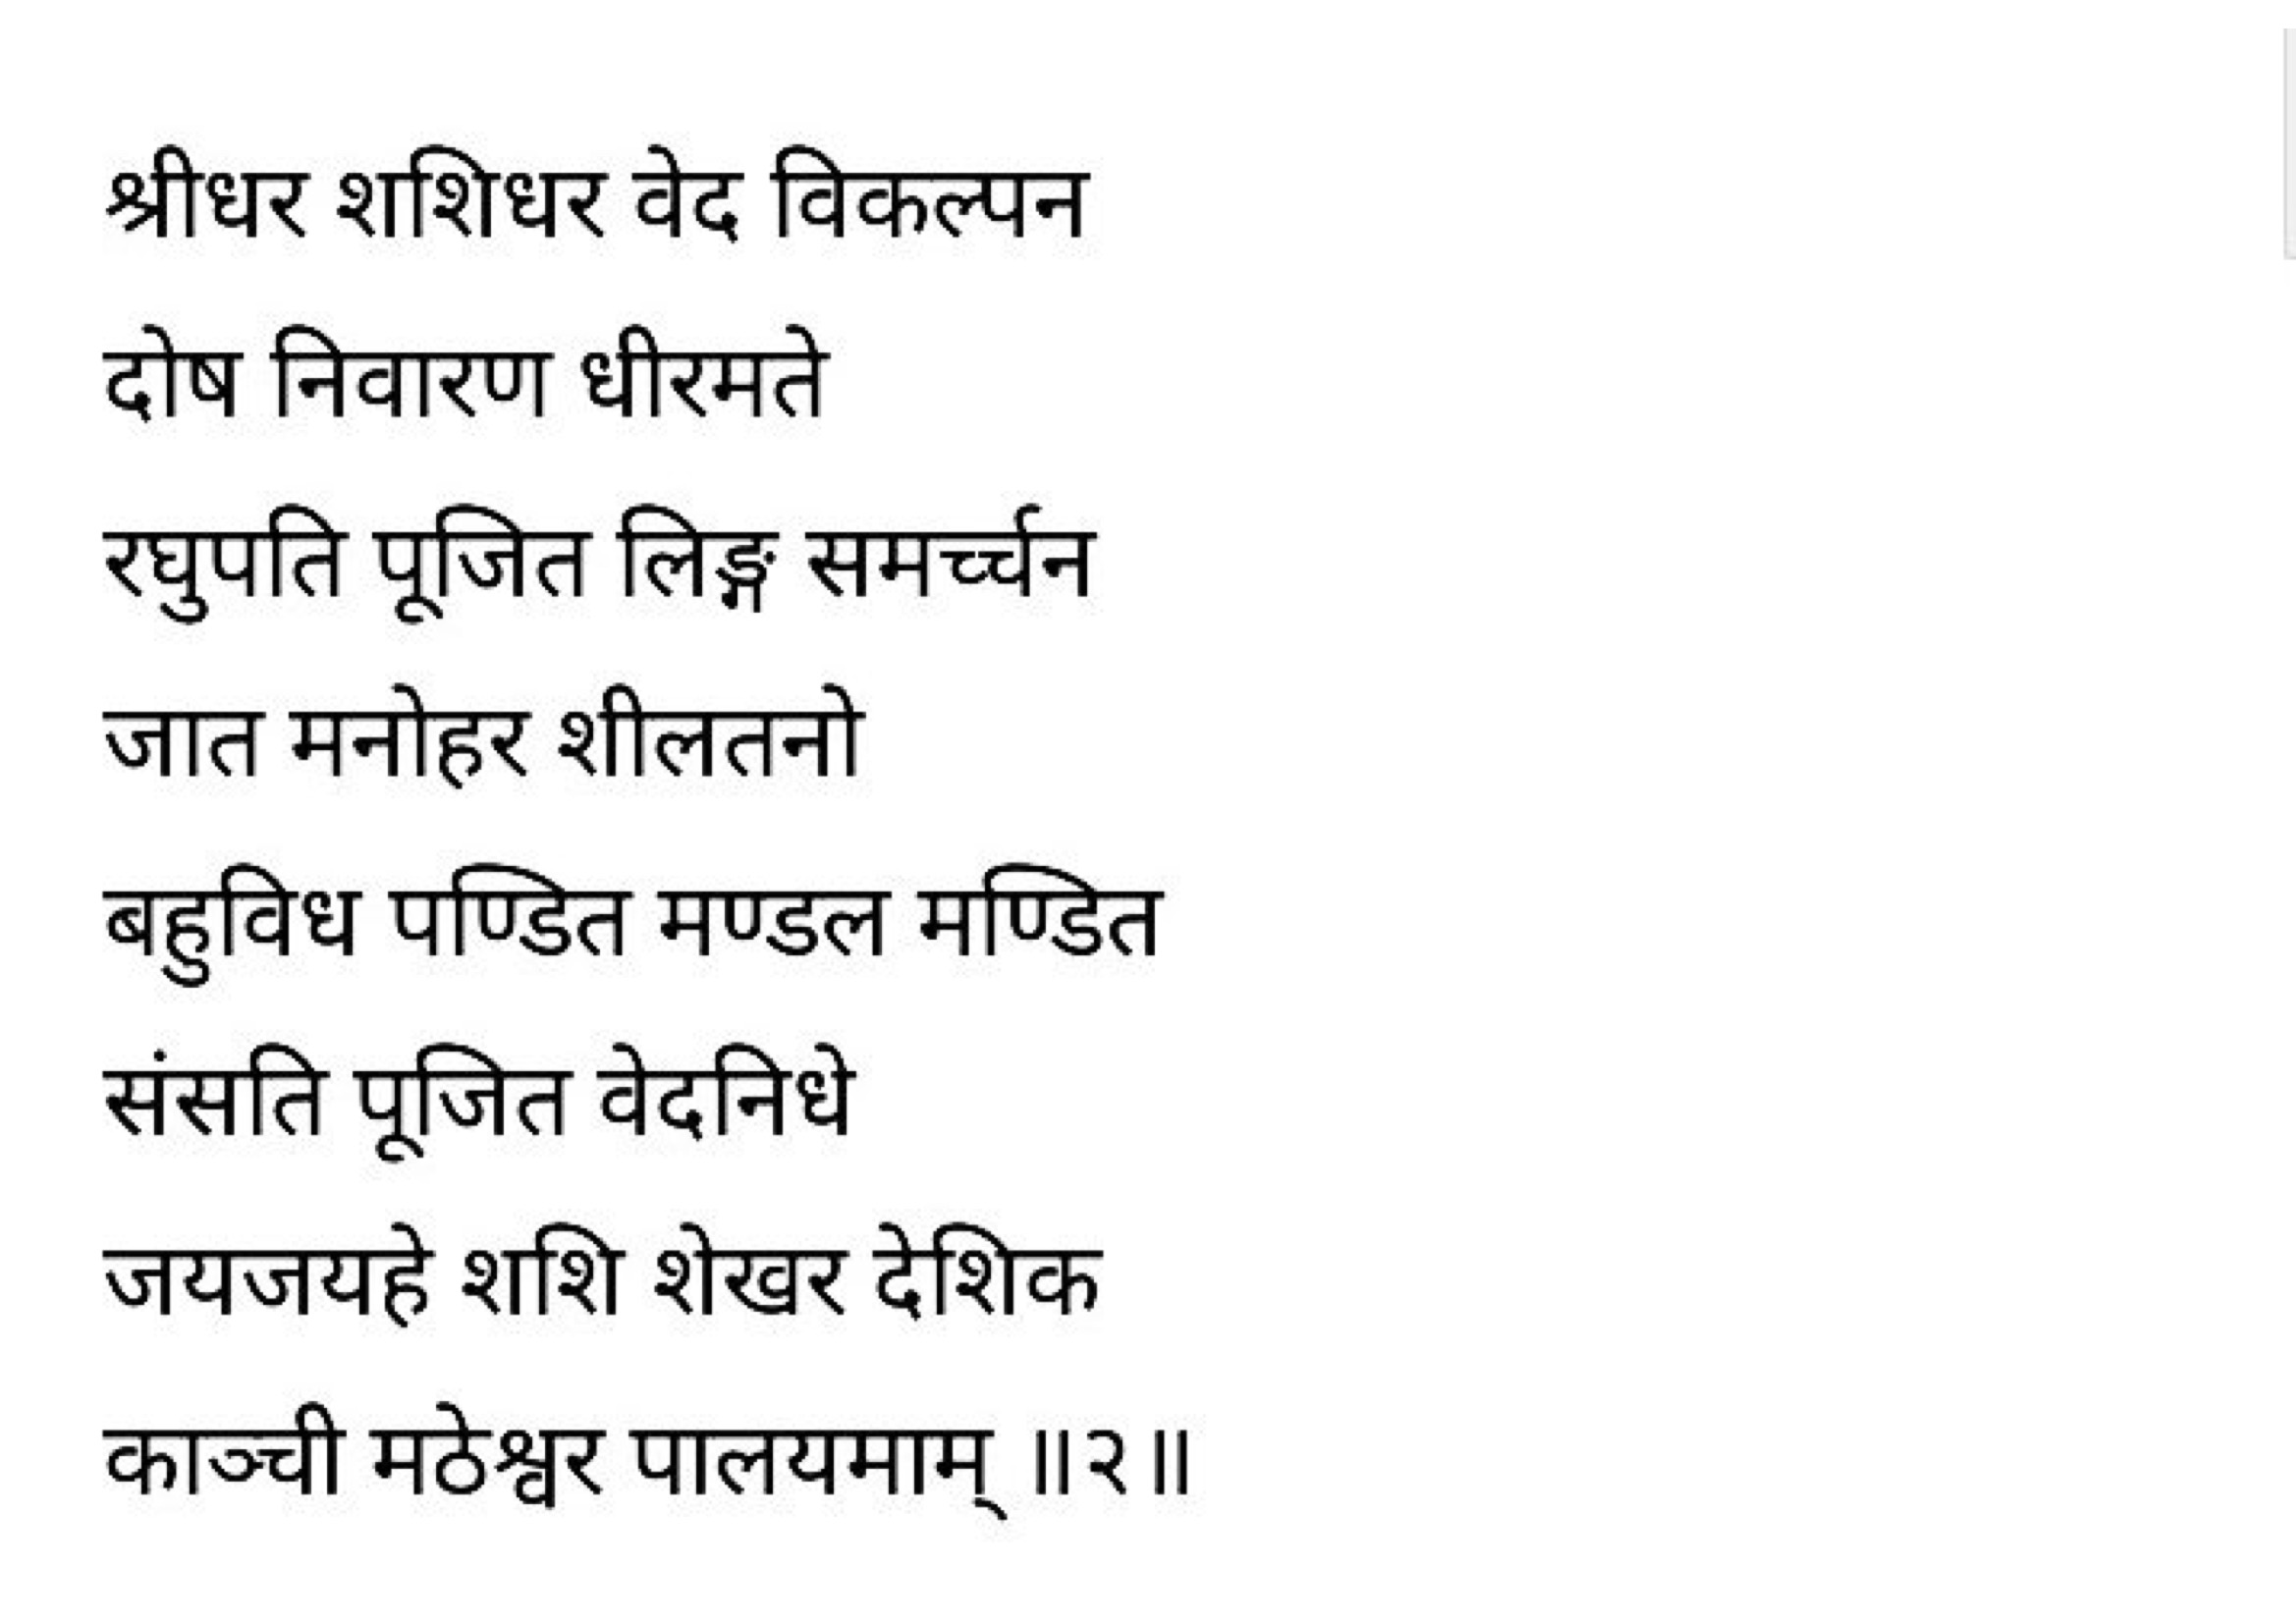 श्रीधर शशिधर वेद विकल्पन
दोष निवारण धीरमते
रघुपति पूजित लिङ्ग समर्च्चन
जात मनोहर शीलतनो
बहुविध पण्डित मण्डल मण्डित
संसति पूजित वेदनिधे
जयजयहे शशि शेखर देशिक
काञ्ची मठेश्वर पालयमाम् ॥२॥